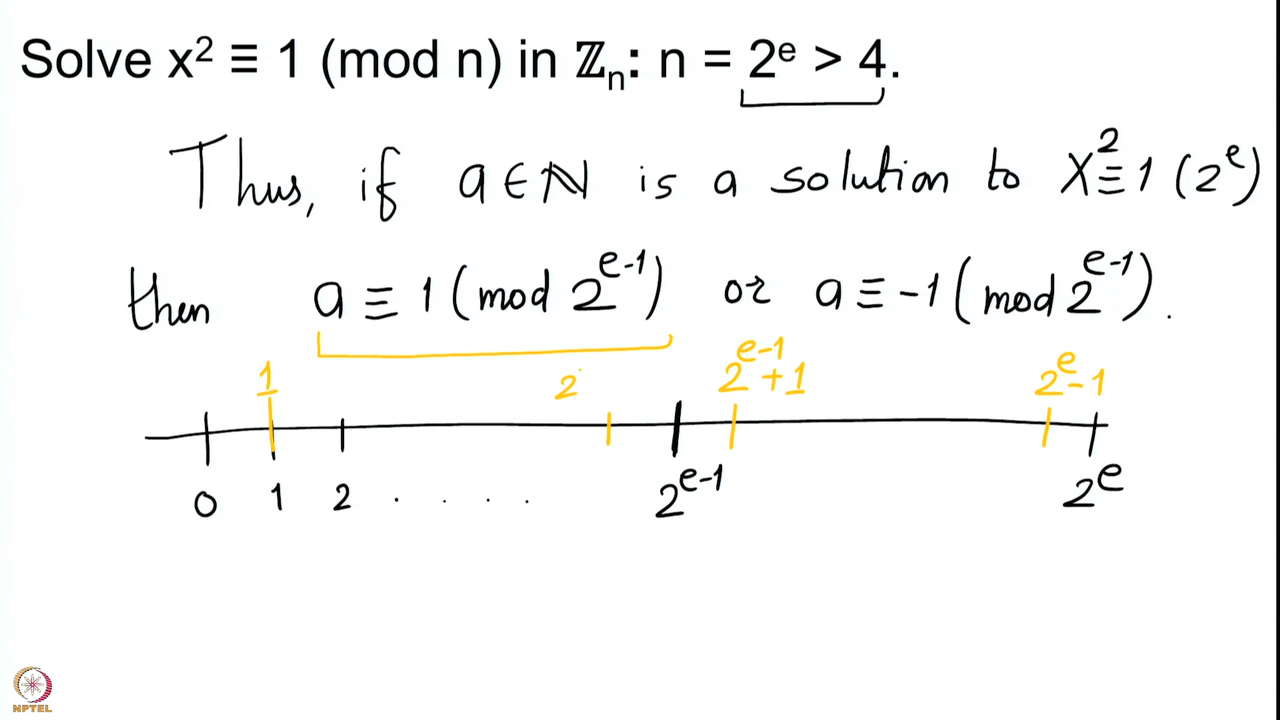 Solve x² ≡ 1 (mod n) in ℤₙ: n = 2ᵉ > 4.
Thus, if a ∈ ℕ is a solution to X² ≡ 1 (2ᵉ)
then a ≡ 1 (mod 2ᵉ⁻¹) or a ≡ -1 (mod 2ᵉ⁻¹).
1 2 2ᵉ⁻¹+1 2ᵉ-1
0 1 2 . . . . 2ᵉ⁻¹ 2ᵉ
NPTEL